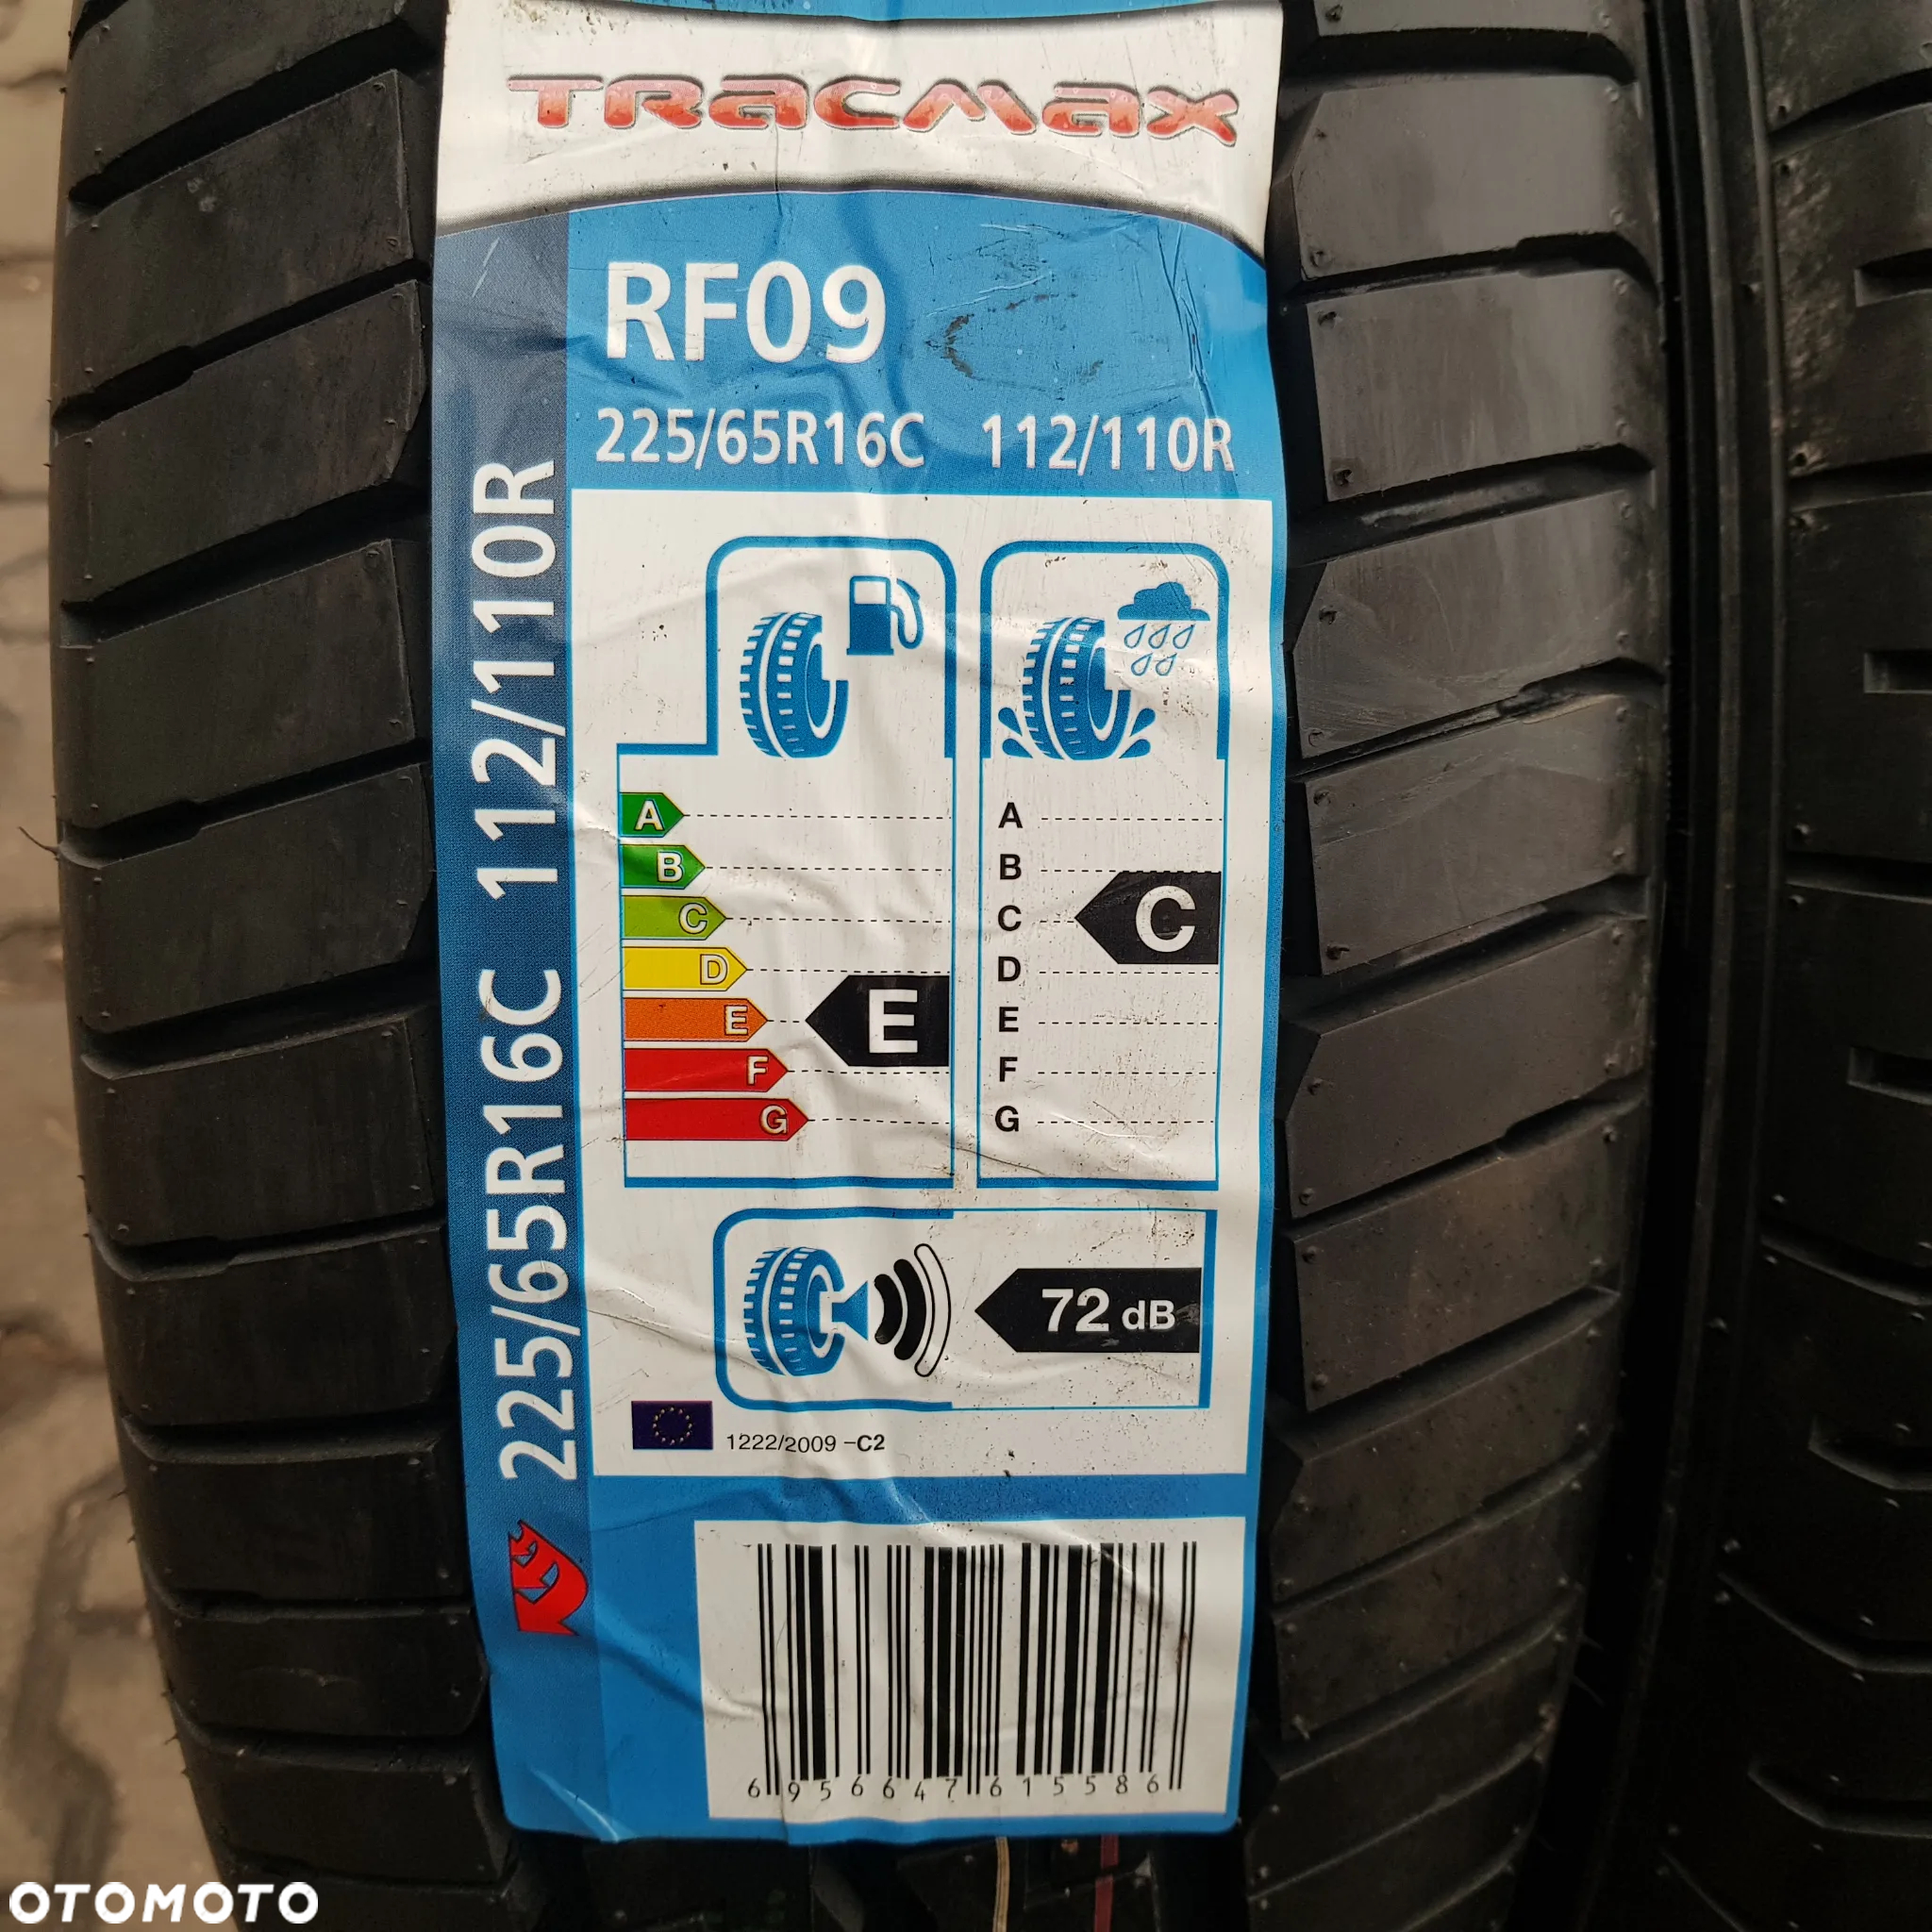 TRACMAX
RF09
225/65R16C 112/110R
225/65R16C 112/110R
A
B
C
D
E
F
G
E
A
B
C
D
E
F
G
C
72 dB
1222/2009 -C2
6 956647 615586
OTOMOTO